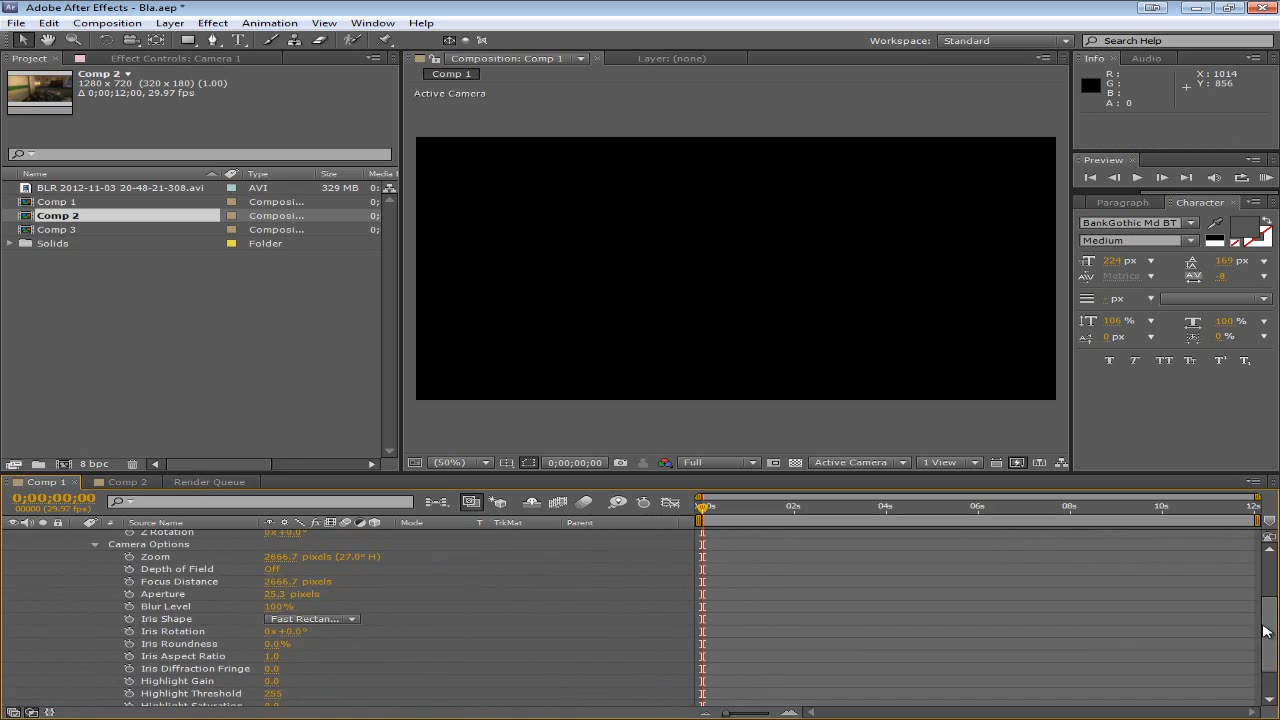 Adobe After Effects - Bla.aep *
File Edit Composition Layer Effect Animation View Window Help
Workspace: Standard Search Help
Project Effect Controls: Camera 1 Composition: Comp 1 Layer: (none) Info Audio
Comp 2
1280 x 720 (320 x 180) (1.00)
Δ 0;00;12;00, 29.97 fps
Comp 1
Active Camera
R :
G :
B :
A : 0
X : 1014
Y : 856
Preview
Name Type Size Media
BLR 2012-11-03 20-48-21-308.avi AVI 329 MB 0:
Comp 1 Composi... 0;
Comp 2 Composi... 0;
Comp 3 Composi... 0;
Solids Folder
Paragraph Character
BankGothic Md BT
Medium
224 px 169 px
Metrics -8
- px
106 % 100 %
0 px 0 %
T T TT Tr T¹ T₁
8 bpc (50%) 0;00;00;00 Full Active Camera 1 View
Comp 1 Comp 2 Render Queue
0;00;00;00
00000 (29.97 fps)
0s 02s 04s 06s 08s 10s 12s
# Source Name Mode T TrkMat Parent
Z Rotation 0x+0.0°
Camera Options
Zoom 2666.7 pixels (27.0° H)
Depth of Field Off
Focus Distance 2666.7 pixels
Aperture 25.3 pixels
Blur Level 100%
Iris Shape Fast Rectan...
Iris Rotation 0x+0.0°
Iris Roundness 0.0%
Iris Aspect Ratio 1.0
Iris Diffraction Fringe 0.0
Highlight Gain 0.0
Highlight Threshold 255
Highlight Saturation 0.0